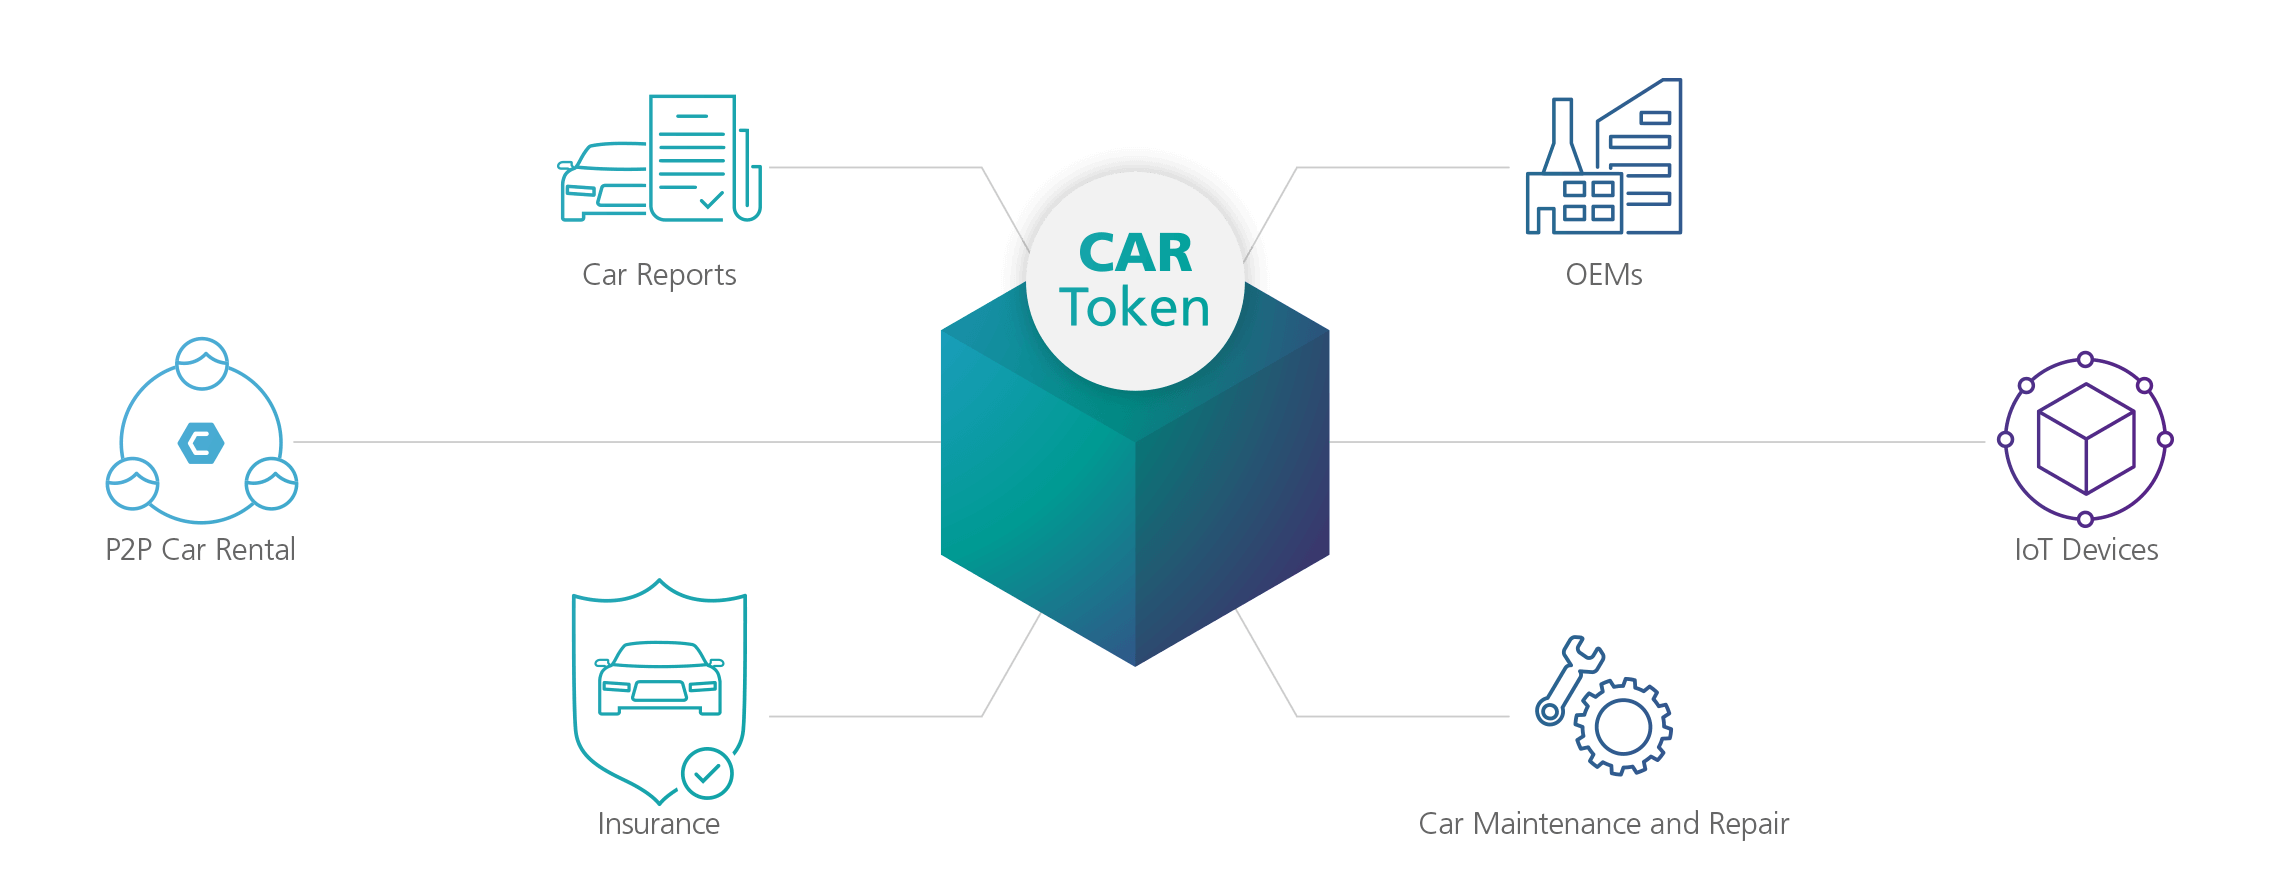 CAR
Token
Car Reports
OEMs
P2P Car Rental
IoT Devices
Insurance
Car Maintenance and Repair